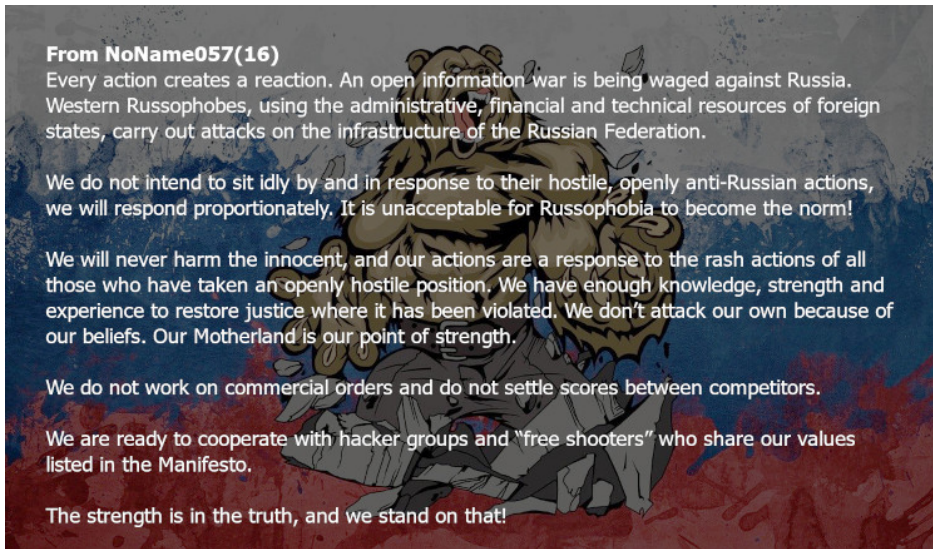 From NoName057(16)
Every action creates a reaction. An open information war is being waged against Russia.
Western Russophobes, using the administrative, financial and technical resources of foreign
states, carry out attacks on the infrastructure of the Russian Federation.
We do not intend to sit idly by and in response to their hostile, openly anti-Russian actions,
we will respond proportionately. It is unacceptable for Russophobia to become the norm!
We will never harm the innocent, and our actions are a response to the rash actions of all
those who have taken an openly hostile position. We have enough knowledge, strength and
experience to restore justice where it has been violated. We don't attack our own because of
our beliefs. Our Motherland is our point of strength.
We do not work on commercial orders and do not settle scores between competitors.
We are ready to cooperate with hacker groups and “free shooters” who share our values
listed in the Manifesto.
The strength is in the truth, and we stand on that!